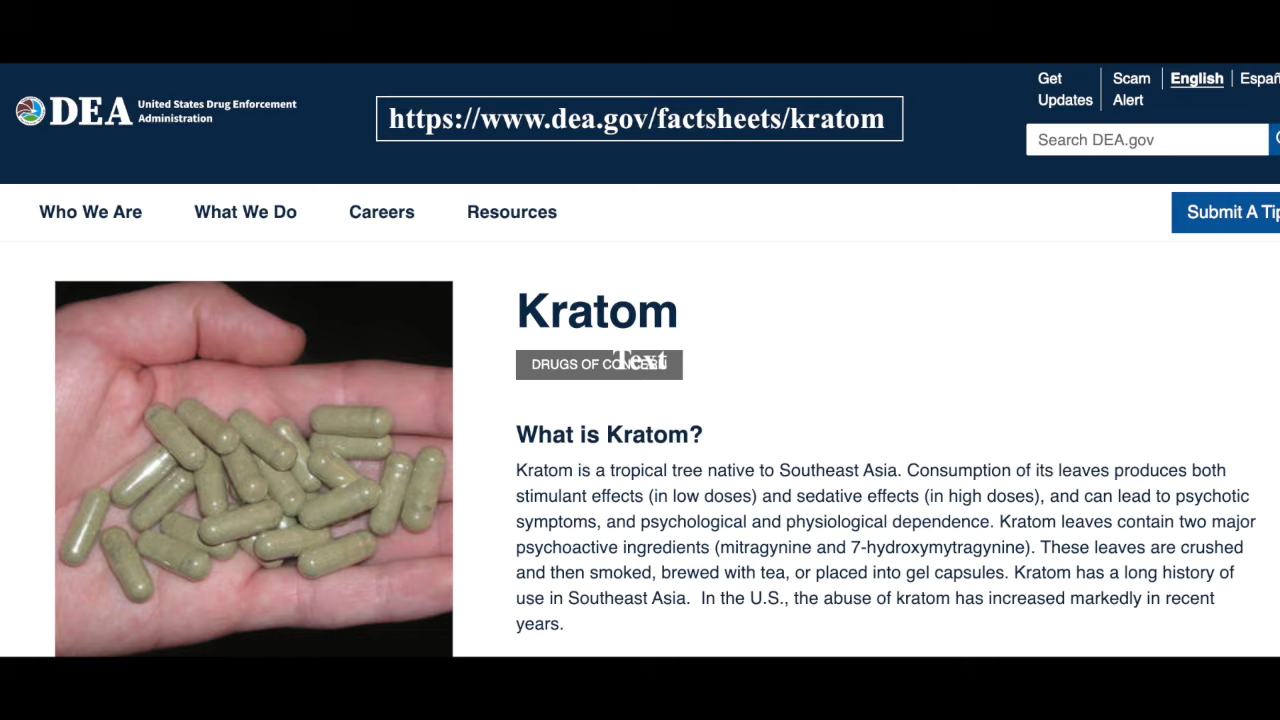 DEA United States Drug Enforcement
Administration
https://www.dea.gov/factsheets/kratom
Get
Updates
Scam
Alert
English
Search DEA.gov
Who We Are
What We Do
Careers
Resources
Submit A
Kratom
DRUGS OF CONCERN
Text
What is Kratom?
Kratom is a tropical tree native to Southeast Asia. Consumption of its leaves produces both
stimulant effects (in low doses) and sedative effects (in high doses), and can lead to psychotic
symptoms, and psychological and physiological dependence. Kratom leaves contain two major
psychoactive ingredients (mitragynine and 7-hydroxymytragynine). These leaves are crushed
and then smoked, brewed with tea, or placed into gel capsules. Kratom has a long history of
use in Southeast Asia.  In the U.S., the abuse of kratom has increased markedly in recent
years.